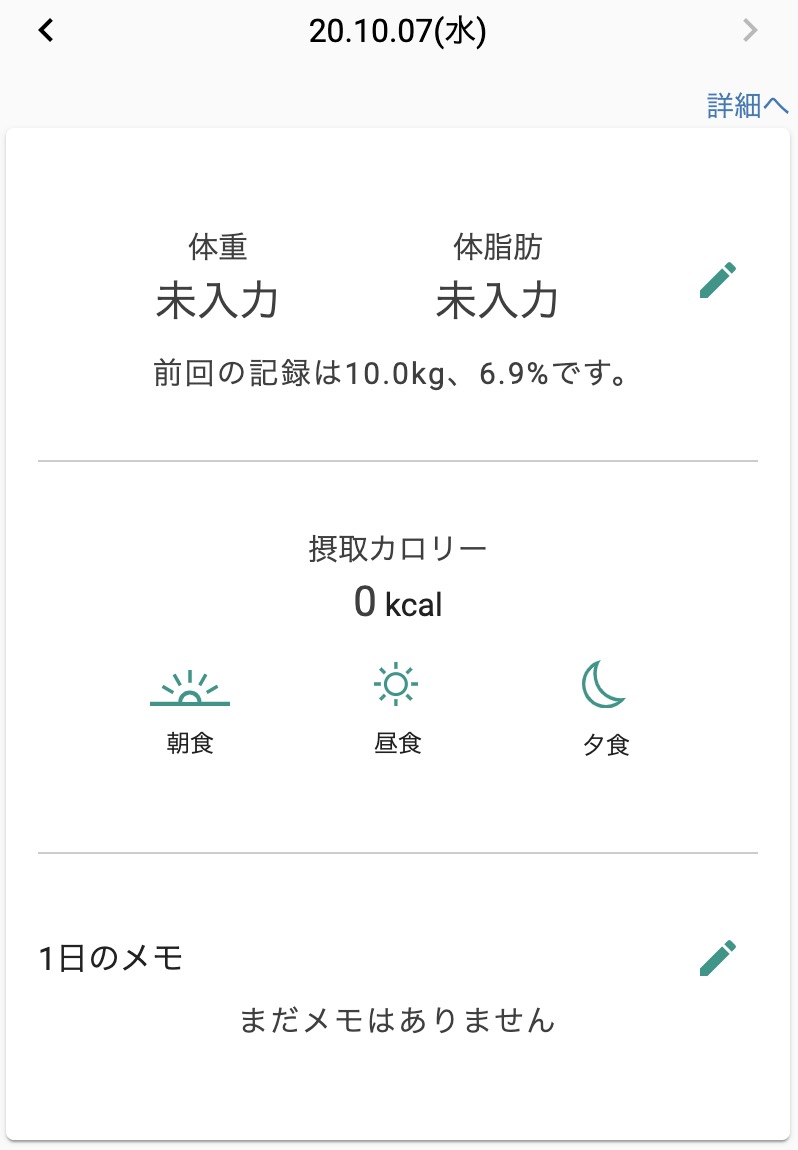 20.10.07(水)
詳細へ
体重 体脂肪
未入力 未入力
前回の記録は10.0kg、6.9%です。
摂取カロリー
0 kcal
朝食 昼食 夕食
1日のメモ
まだメモはありません